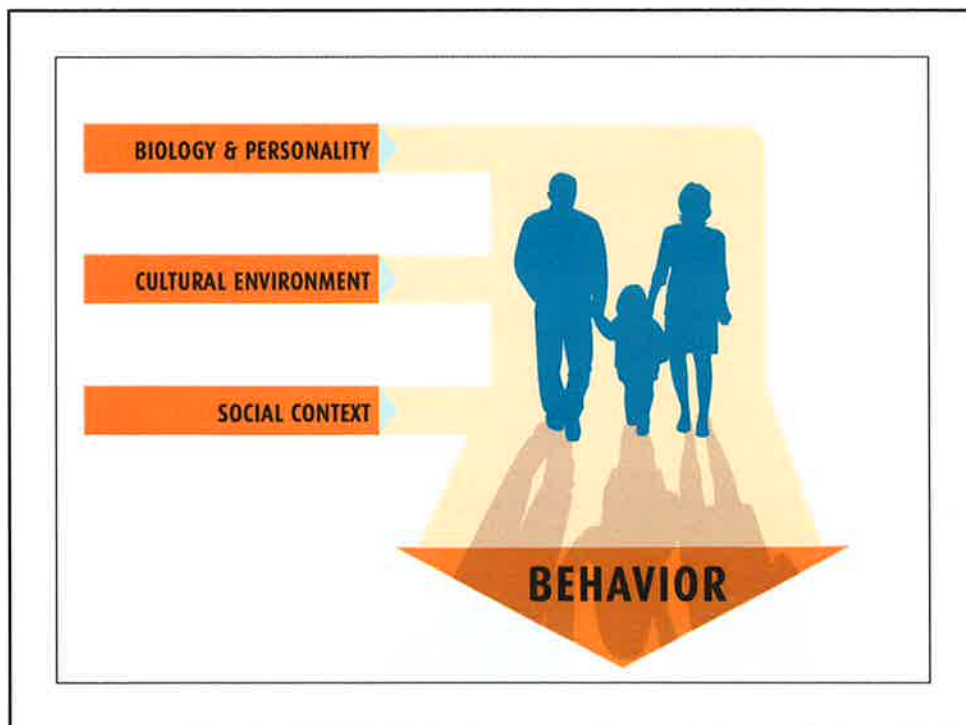 BIOLOGY & PERSONALITY
CULTURAL ENVIRONMENT
SOCIAL CONTEXT
BEHAVIOR